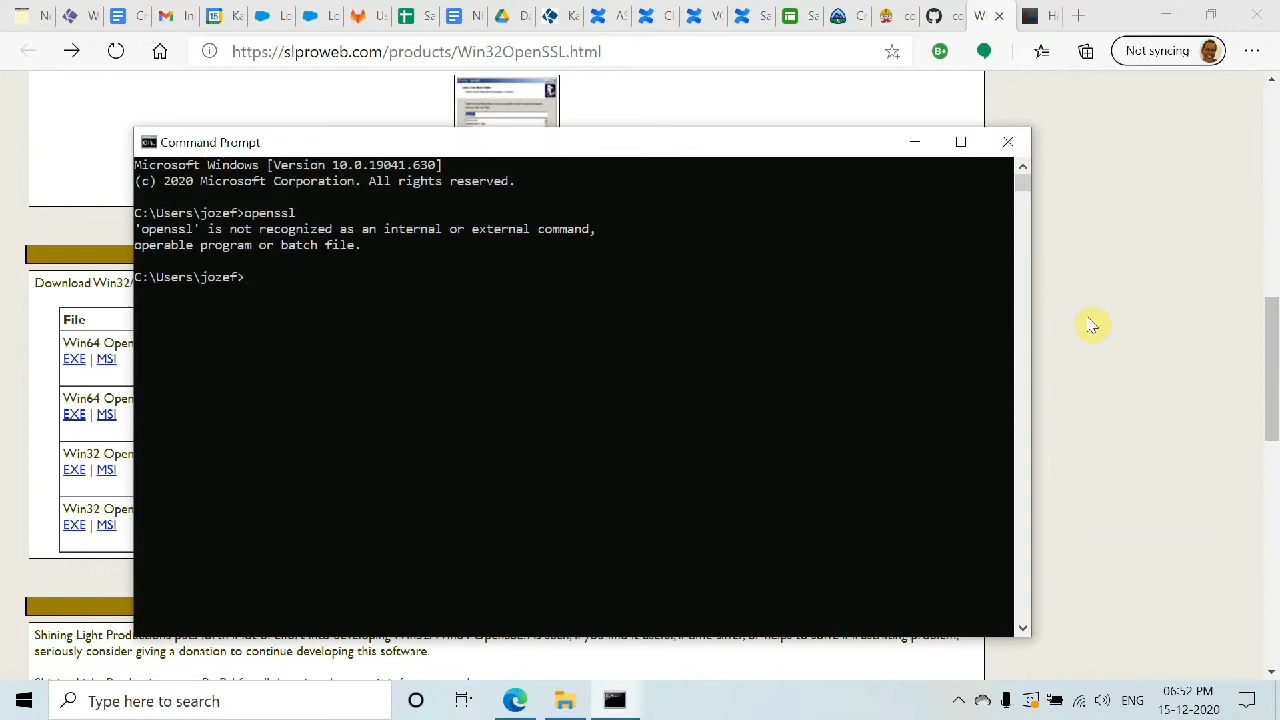 https://slproweb.com/products/Win32OpenSSL.html
Not syncing
Command Prompt
Microsoft Windows [Version 10.0.19041.630]
(c) 2020 Microsoft Corporation. All rights reserved.
C:\Users\jozef>openssl
'openssl' is not recognized as an internal or external command,
operable program or batch file.
C:\Users\jozef>
Download Win32/
File
Win64 Open
EXE | MSI
Win64 Open
EXE | MSI
Win32 Open
EXE | MSI
Win32 Open
EXE | MSI
seriously consider giving a donation to continue developing this software.
Type here to search
06:52 PM
15-12-2020